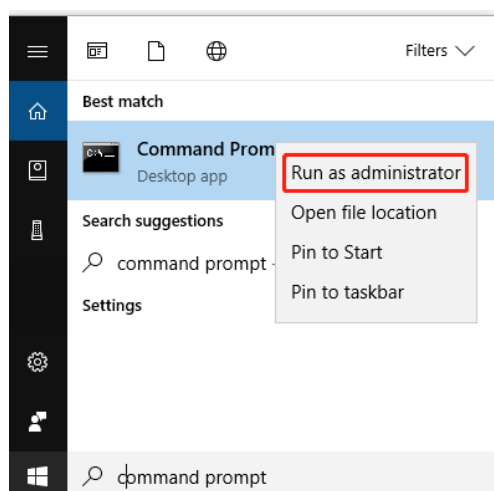 Filters
Best match
Command Prom
Desktop app
Run as administrator
Open file location
Pin to Start
Pin to taskbar
Search suggestions
command prompt -
Settings
command prompt